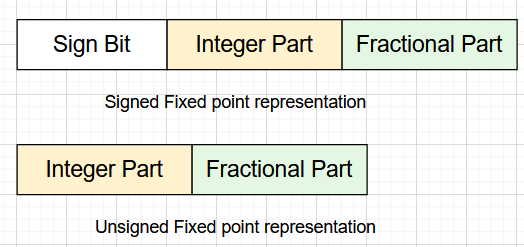 Sign Bit Integer Part Fractional Part
Signed Fixed point representation
Integer Part Fractional Part
Unsigned Fixed point representation